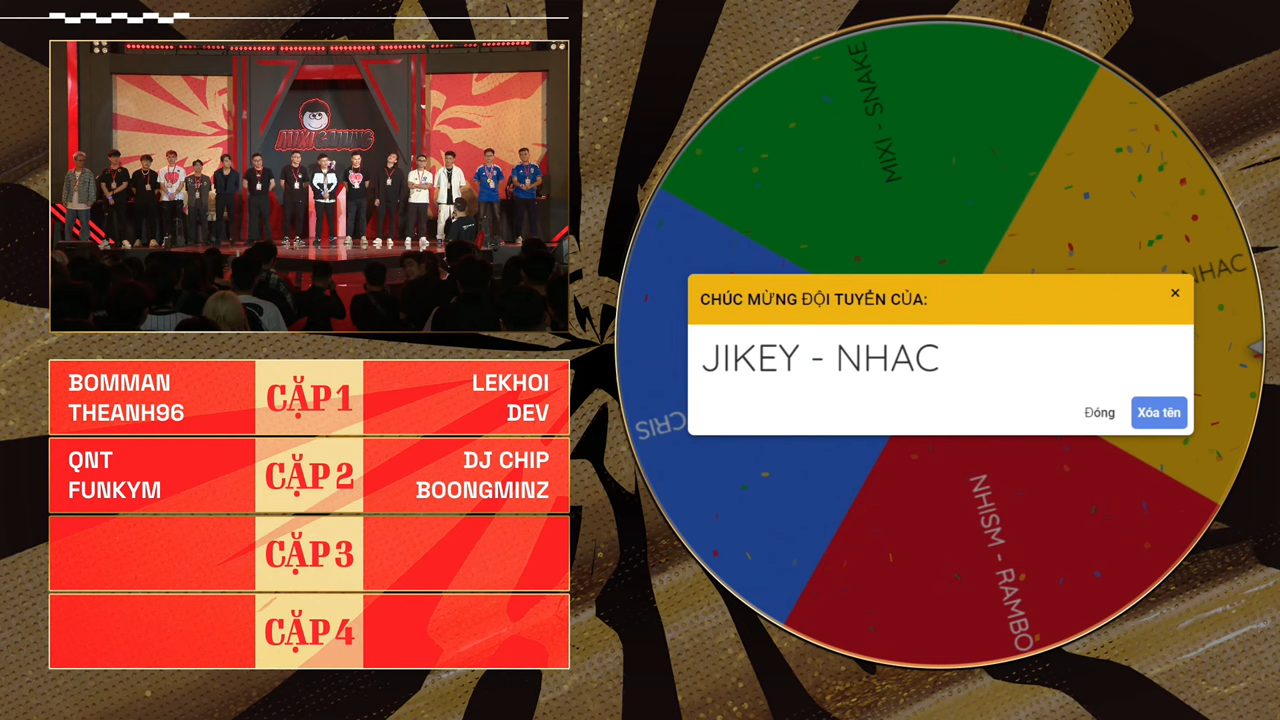 MIXIGAMING
BOMMAN
THEANH96
CẶP 1
LEKHOI
DEV
QNT
FUNKYM
CẶP 2
DJ CHIP
BOONGMINZ
CẶP 3
CẶP 4
MIXI - SNAKE
NHAC
CHÚC MỪNG ĐỘI TUYỂN CỦA:
×
JIKEY - NHAC
Đóng
Xóa tên
CRIS
NHISM - RAMBO